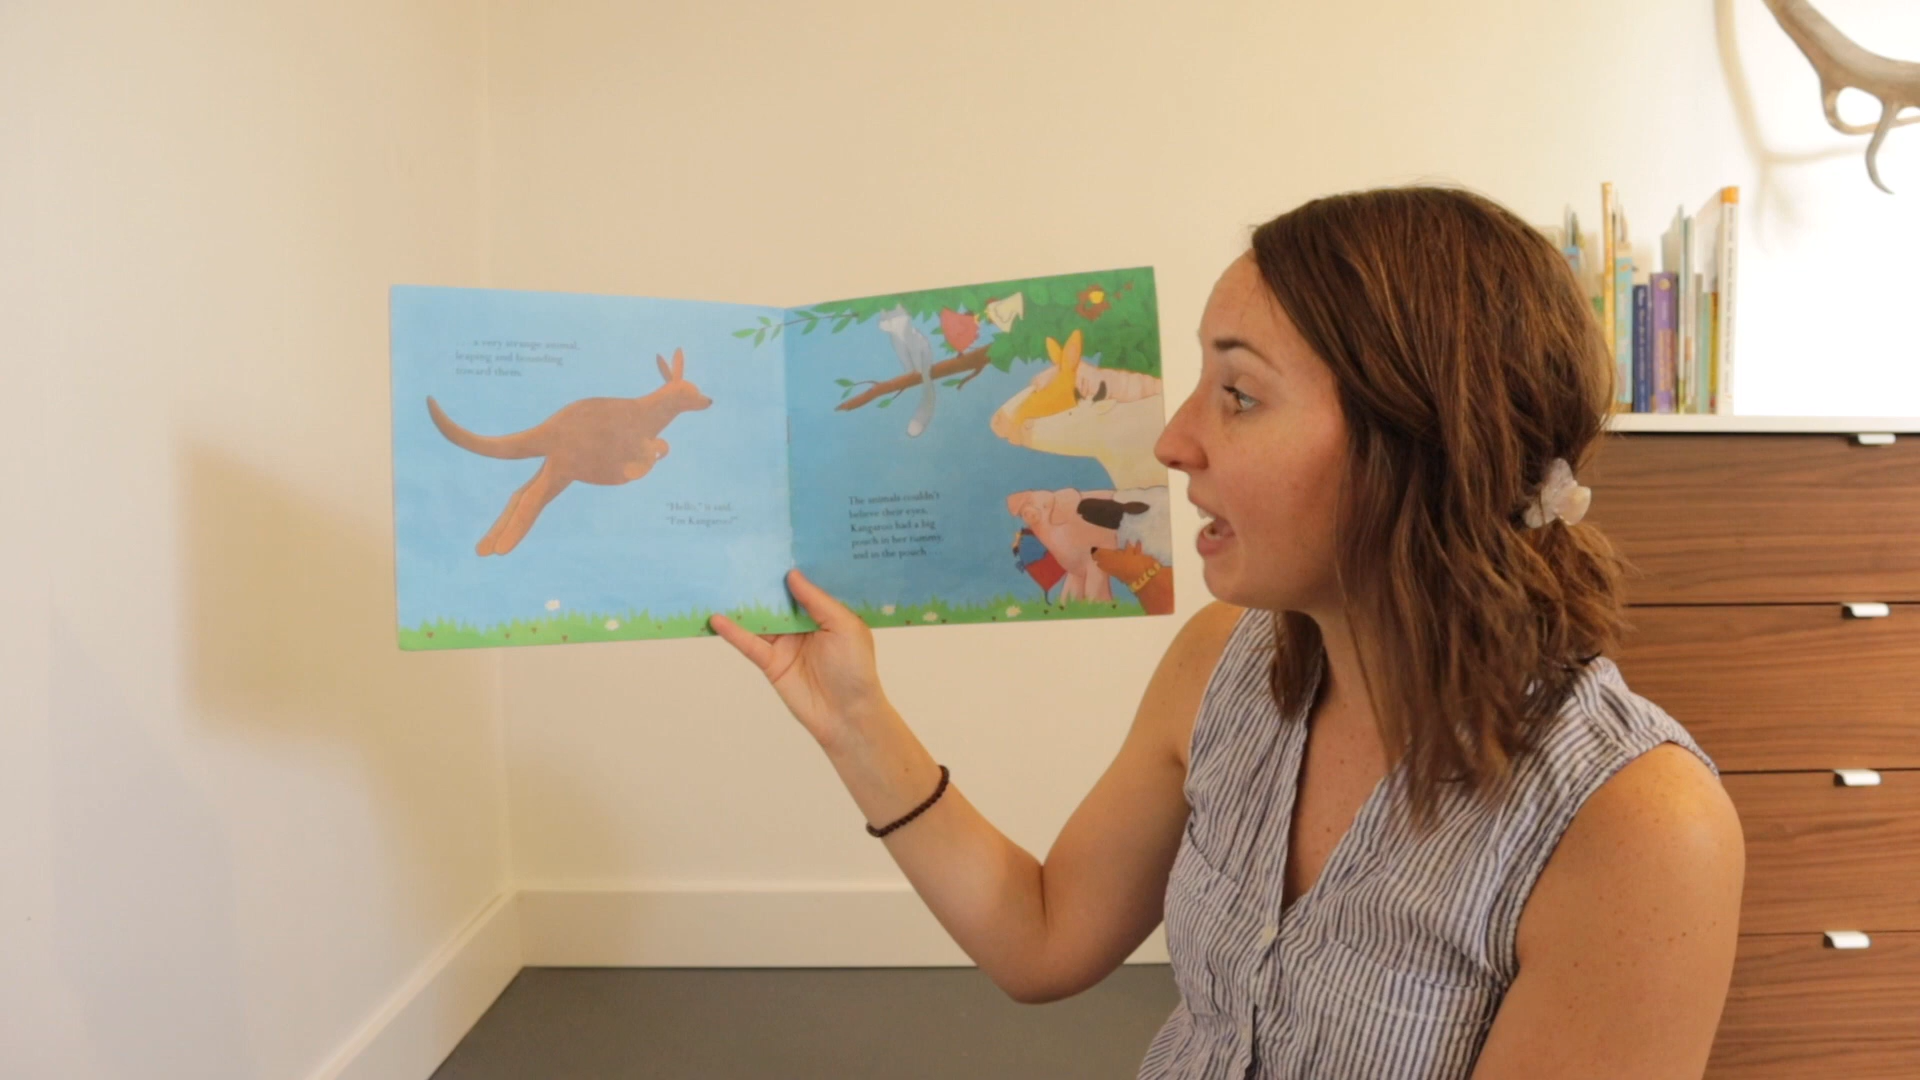 . . . a very strange animal,
leaping and bounding
toward them.
"Hello," it said.
"I'm Kangaroo!"
The animals couldn't
believe their eyes.
Kangaroo had a big
pouch in her tummy,
and in the pouch . . .